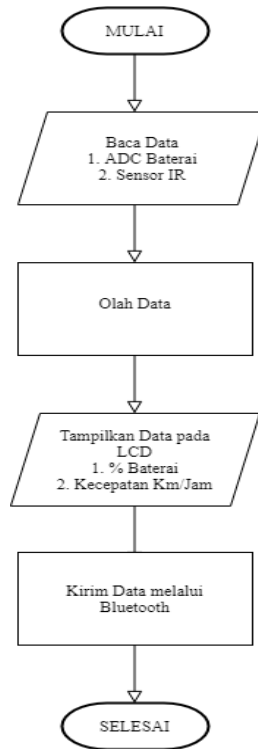 MULAI
Baca Data
1. ADC Baterai
2. Sensor IR
Olah Data
Tampilkan Data pada
LCD
1. % Baterai
2. Kecepatan Km/Jam
Kirim Data melalui
Bluetooth
SELESAI